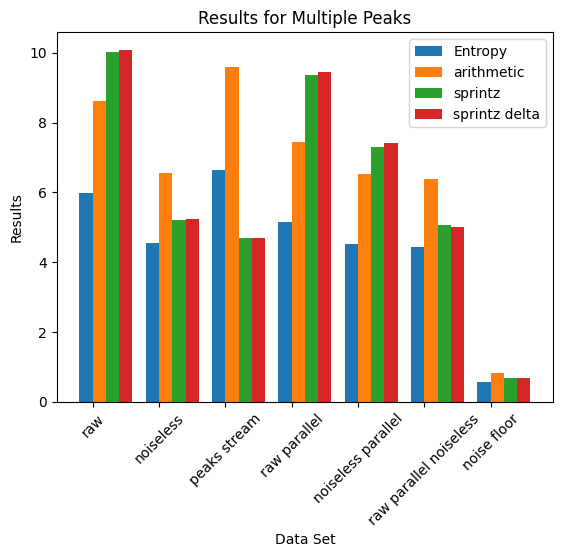 Results for Multiple Peaks
Entropy
arithmetic
sprintz
sprintz delta
Results
10
8
6
4
2
0
raw
noiseless
peaks stream
raw parallel
noiseless parallel
raw parallel noiseless
noise floor
Data Set